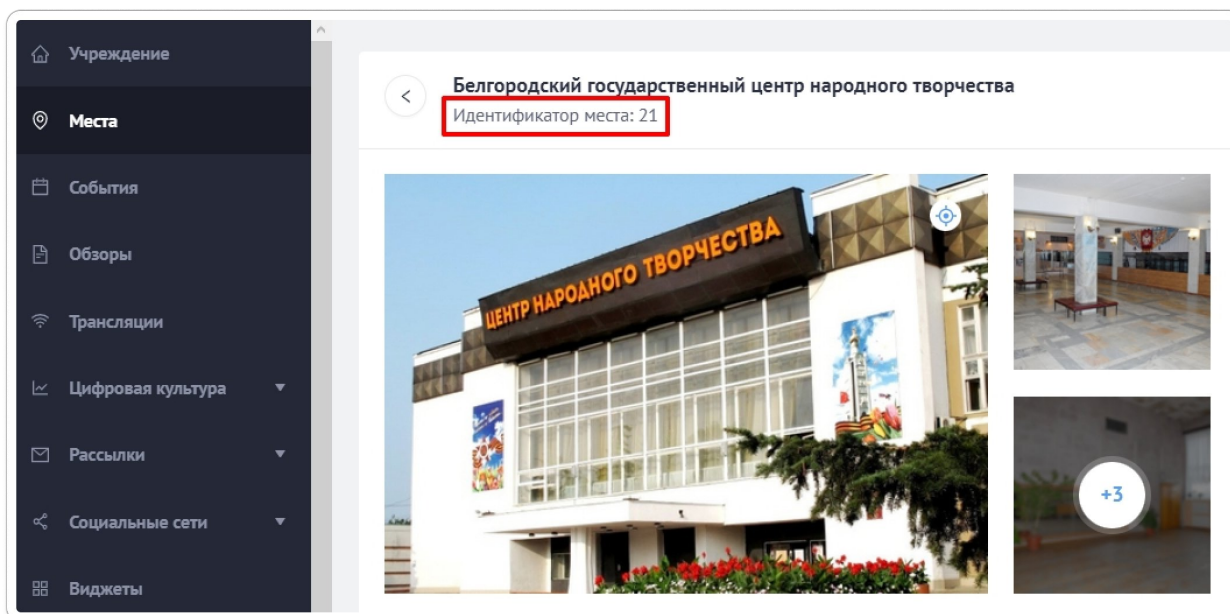 Учреждение
Места
События
Обзоры
Трансляции
Цифровая культура
Рассылки
Социальные сети
Виджеты
Белгородский государственный центр народного творчества
Идентификатор места: 21
ЦЕНТР НАРОДНОГО ТВОРЧЕСТВА
+3